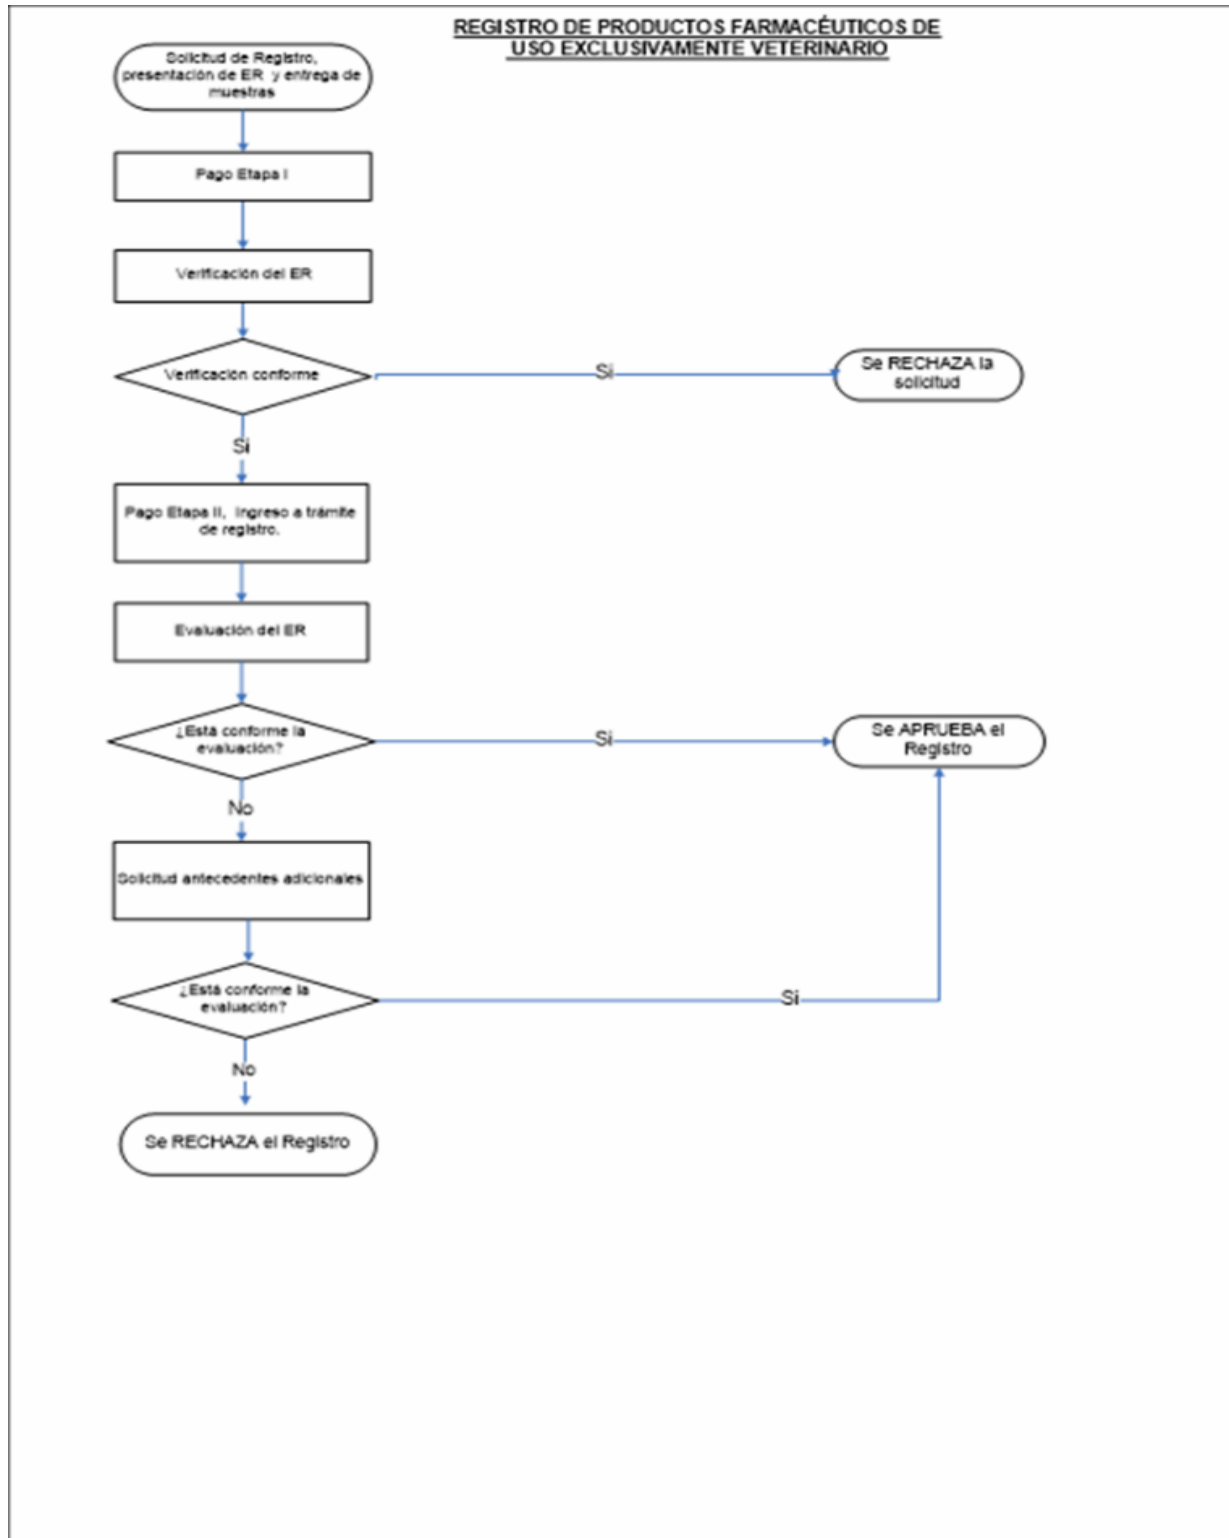 REGISTRO DE PRODUCTOS FARMACÉUTICOS DE
USO EXCLUSIVAMENTE VETERINARIO
Solicitud de Registro,
presentación de ER y entrega de
muestras
Pago Etapa I
Verificación del ER
Verificación conforme
Si
Se RECHAZA la
solicitud
Si
Pago Etapa II, Ingreso a trámite
de registro.
Evaluación del ER
¿Está conforme la
evaluación?
Si
Se APRUEBA el
Registro
No
Solicitud antecedentes adicionales
¿Está conforme la
evaluación?
Si
No
Se RECHAZA el Registro